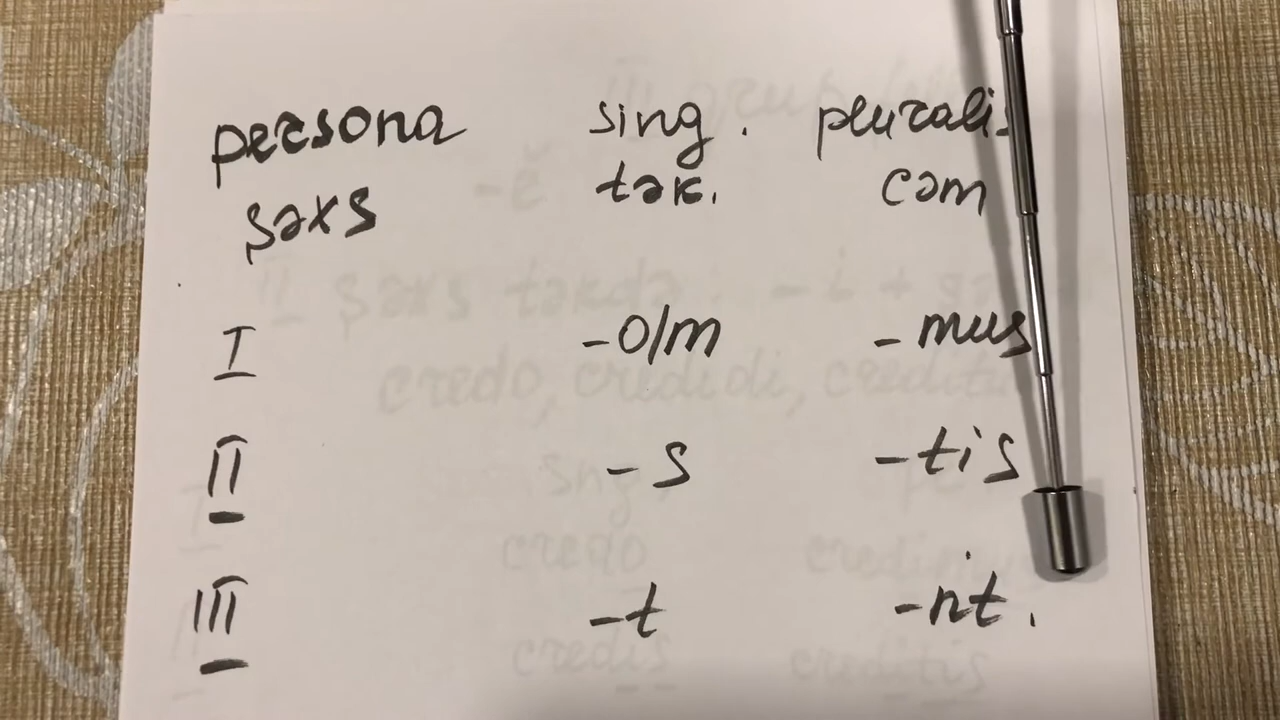 persona sing. pluralis
şəxs tək. cəm
I -o/m -mus
II -s -tis
III -t -nt.